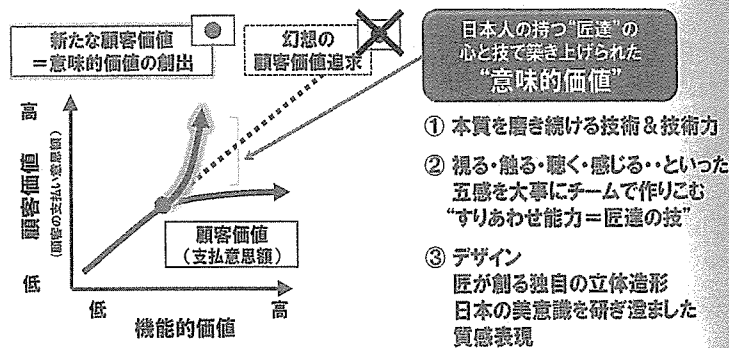 新たな顧客価値
＝意味的価値の創出
幻想の
顧客価値追求
日本人の持つ“匠達”の
心と技で築き上げられた
“意味的価値”
高
顧客価値
(顧客の支払い意思額)
低
顧客価値
(支払意思額)
低
高
機能的価値
① 本質を磨き続ける技術＆技術力
② 視る・触る・聴く・感じる・・といった
五感を大事にチームで作りこむ
“すりあわせ能力＝匠達の技”
③ デザイン
匠が創る独自の立体造形
日本の美意識を研ぎ澄ました
質感表現